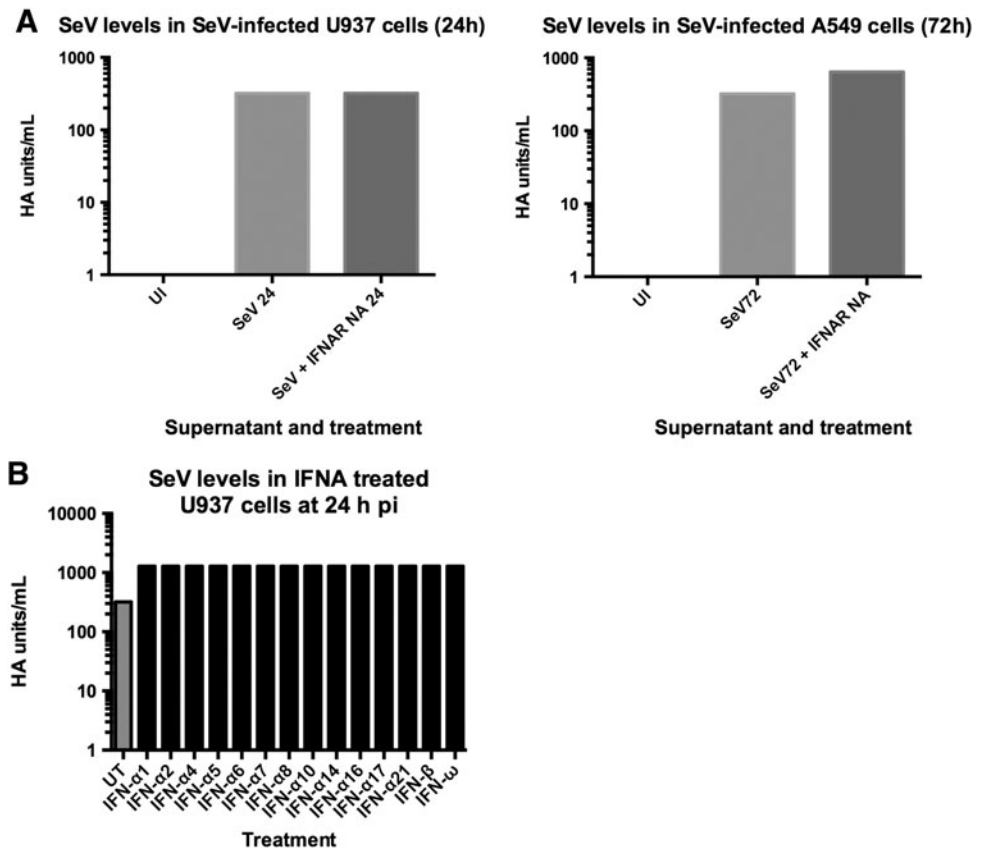 A
SeV levels in SeV-infected U937 cells (24h)
1000
100
10
1
HA units/mL
UI
SeV 24
SeV + IFNAR NA 24
Supernatant and treatment
SeV levels in SeV-infected A549 cells (72h)
1000
100
10
1
HA units/mL
UI
SeV72
SeV72 + IFNAR NA
Supernatant and treatment
B
SeV levels in IFNA treated
U937 cells at 24 h pi
10000
1000
100
10
1
HA units/mL
UT
IFN-α1
IFN-α2
IFN-α4
IFN-α5
IFN-α6
IFN-α7
IFN-α8
IFN-α10
IFN-α14
IFN-α16
IFN-α17
IFN-α21
IFN-β
IFN-ω
Treatment